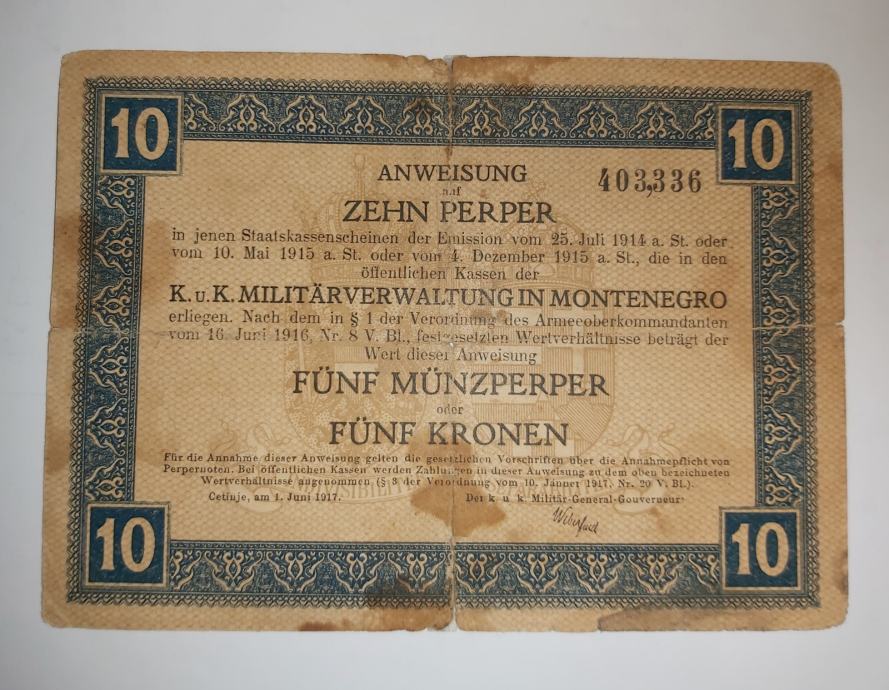 10 10
ANWEISUNG
auf
403,336
ZEHN PERPER
in jenen Staatskassenscheinen der Emission vom 25. Juli 1914 a. St. oder
vom 10. Mai 1915 a. St. oder vom 4. Dezember 1915 a. St., die in den
öffentlichen Kassen der
K.u.K.MILITÄRVERWALTUNG IN MONTENEGRO
erliegen. Nach dem in § 1 der Verordnung des Armeeoberkommandanten
vom 16. Juni 1916, Nr. 8 V. Bl., festgesetzten Wertverhältnisse beträgt der
Wert dieser Anweisung
FÜNF MÜNZPERPER
oder
FÜNF KRONEN
Für die Annahme dieser Anweisung gelten die gesetzlichen Vorschriften über die Annahmepflicht von
Perpernoten. Bei öffentlichen Kassen werden Zahlungen in dieser Anweisung zu dem oben bezeichneten
Wertverhältnisse angenommen (§ 3 der Verordnung vom 10. Jänner 1917, Nr. 20 V. Bl.).
Cetinje, am 1. Juni 1917. Der k. u. k. Militär-General-Gouverneur
10 10